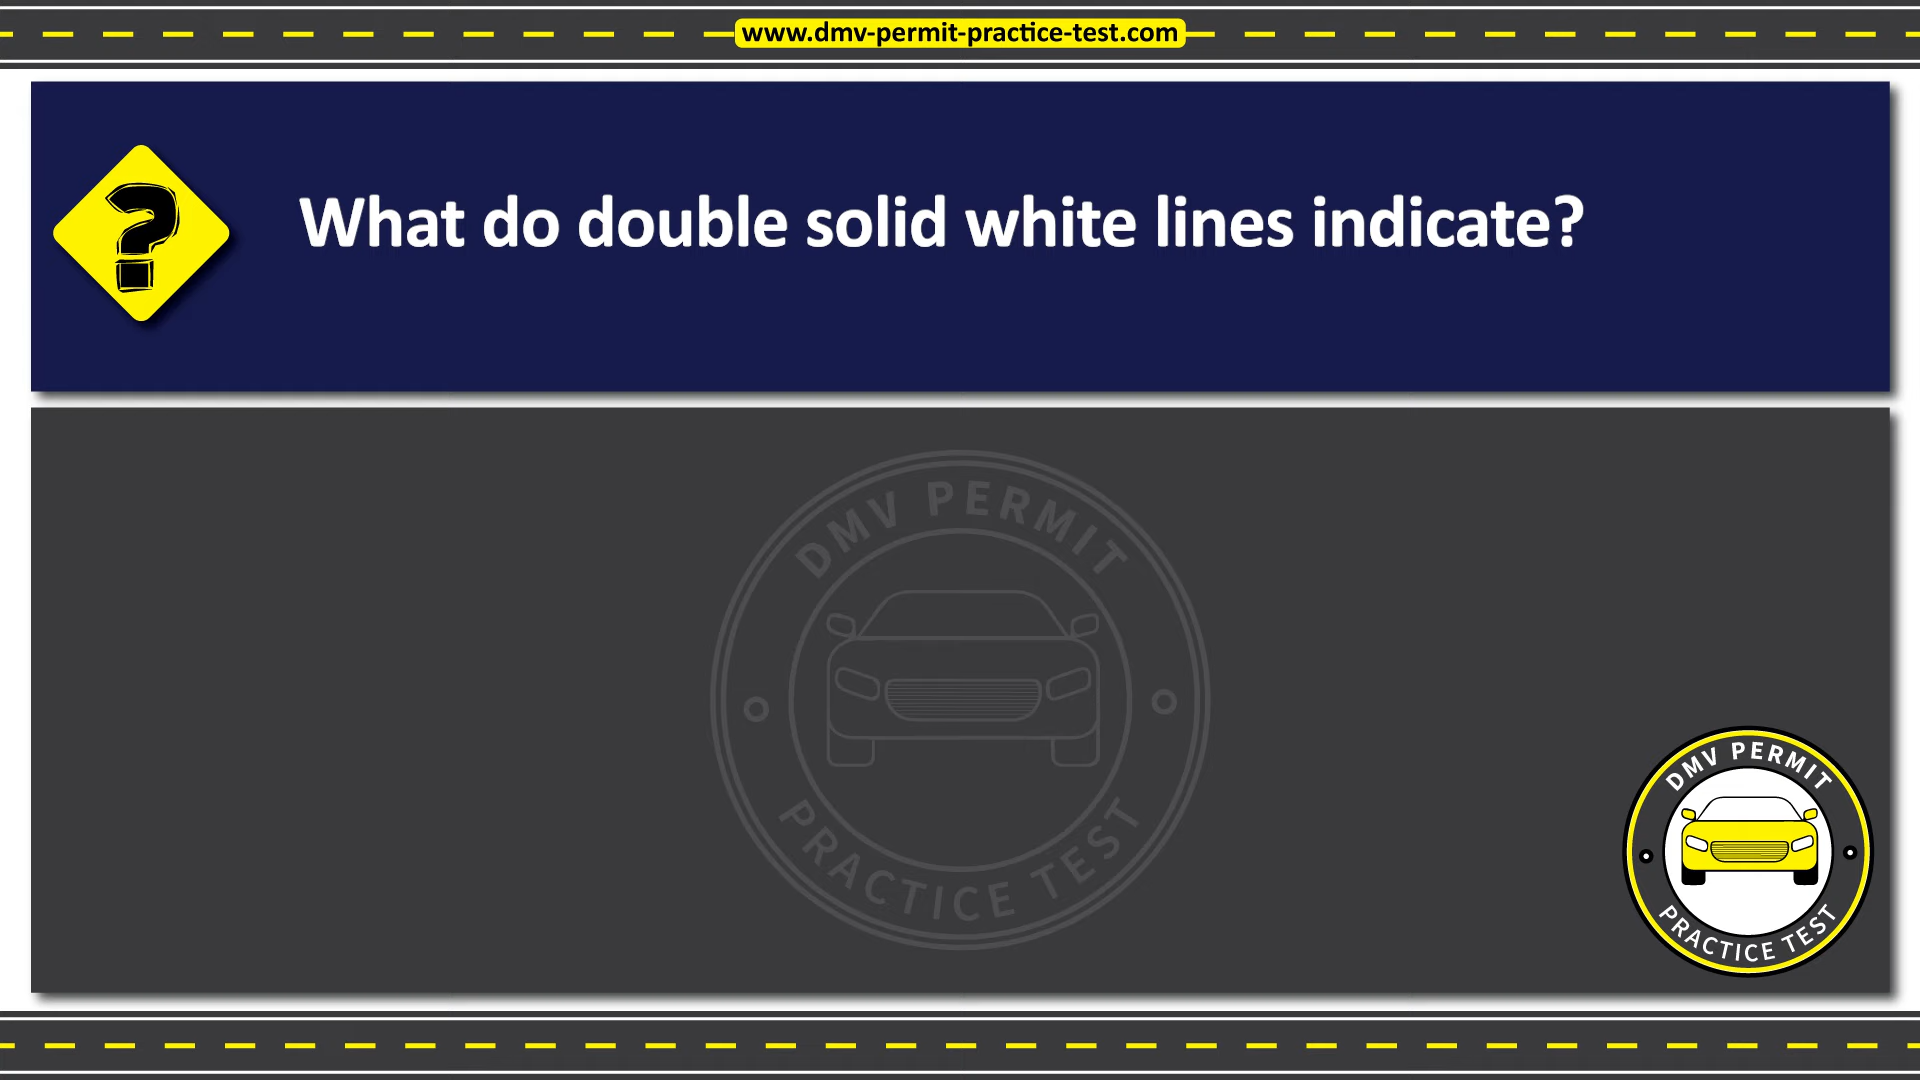 www.dmv-permit-practice-test.com
What do double solid white lines indicate?
DMV PERMIT
PRACTICE TEST
DMV PERMIT
PRACTICE TEST